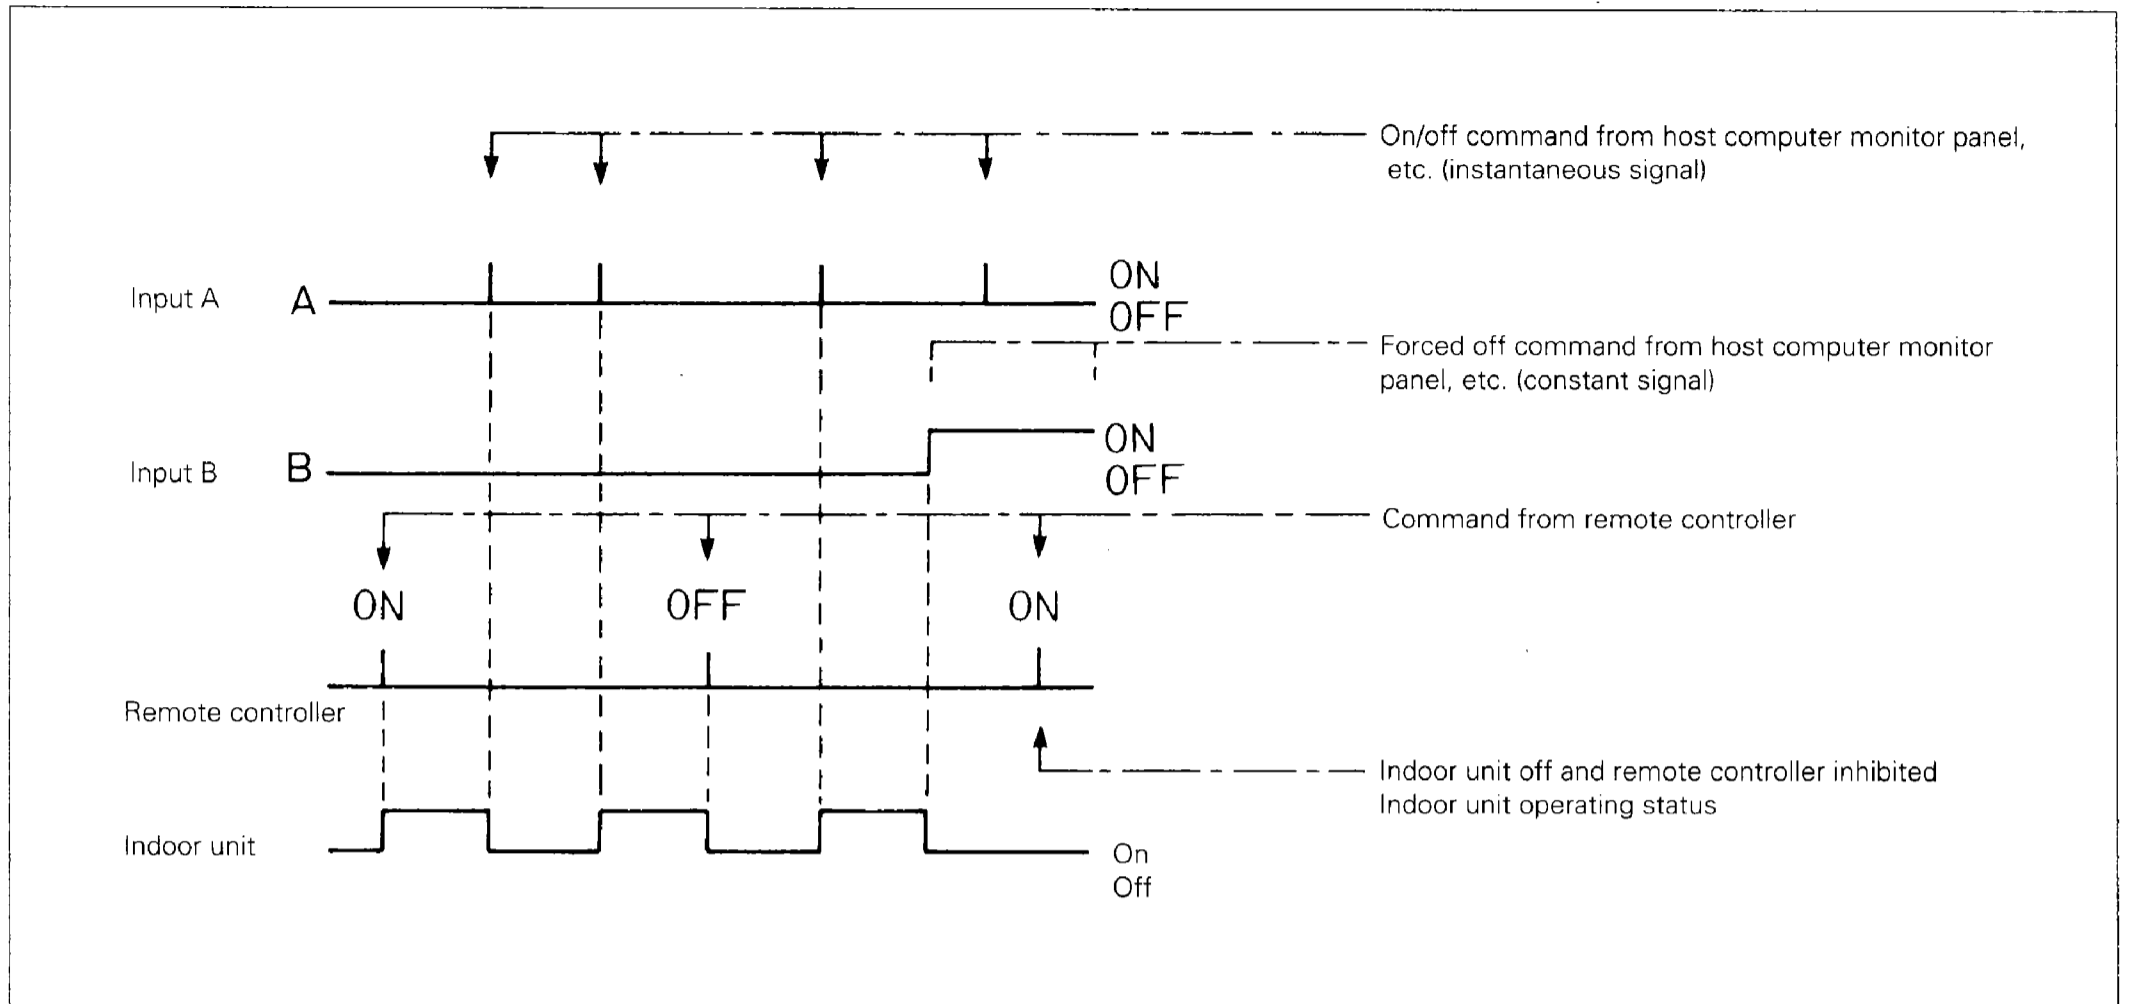 On/off command from host computer monitor panel,
etc. (instantaneous signal)
ON
Input A A
OFF
Forced off command from host computer monitor
panel, etc. (constant signal)
ON
Input B B
OFF
Command from remote controller
ON OFF ON
Remote controller
Indoor unit off and remote controller inhibited
Indoor unit operating status
Indoor unit
On
Off